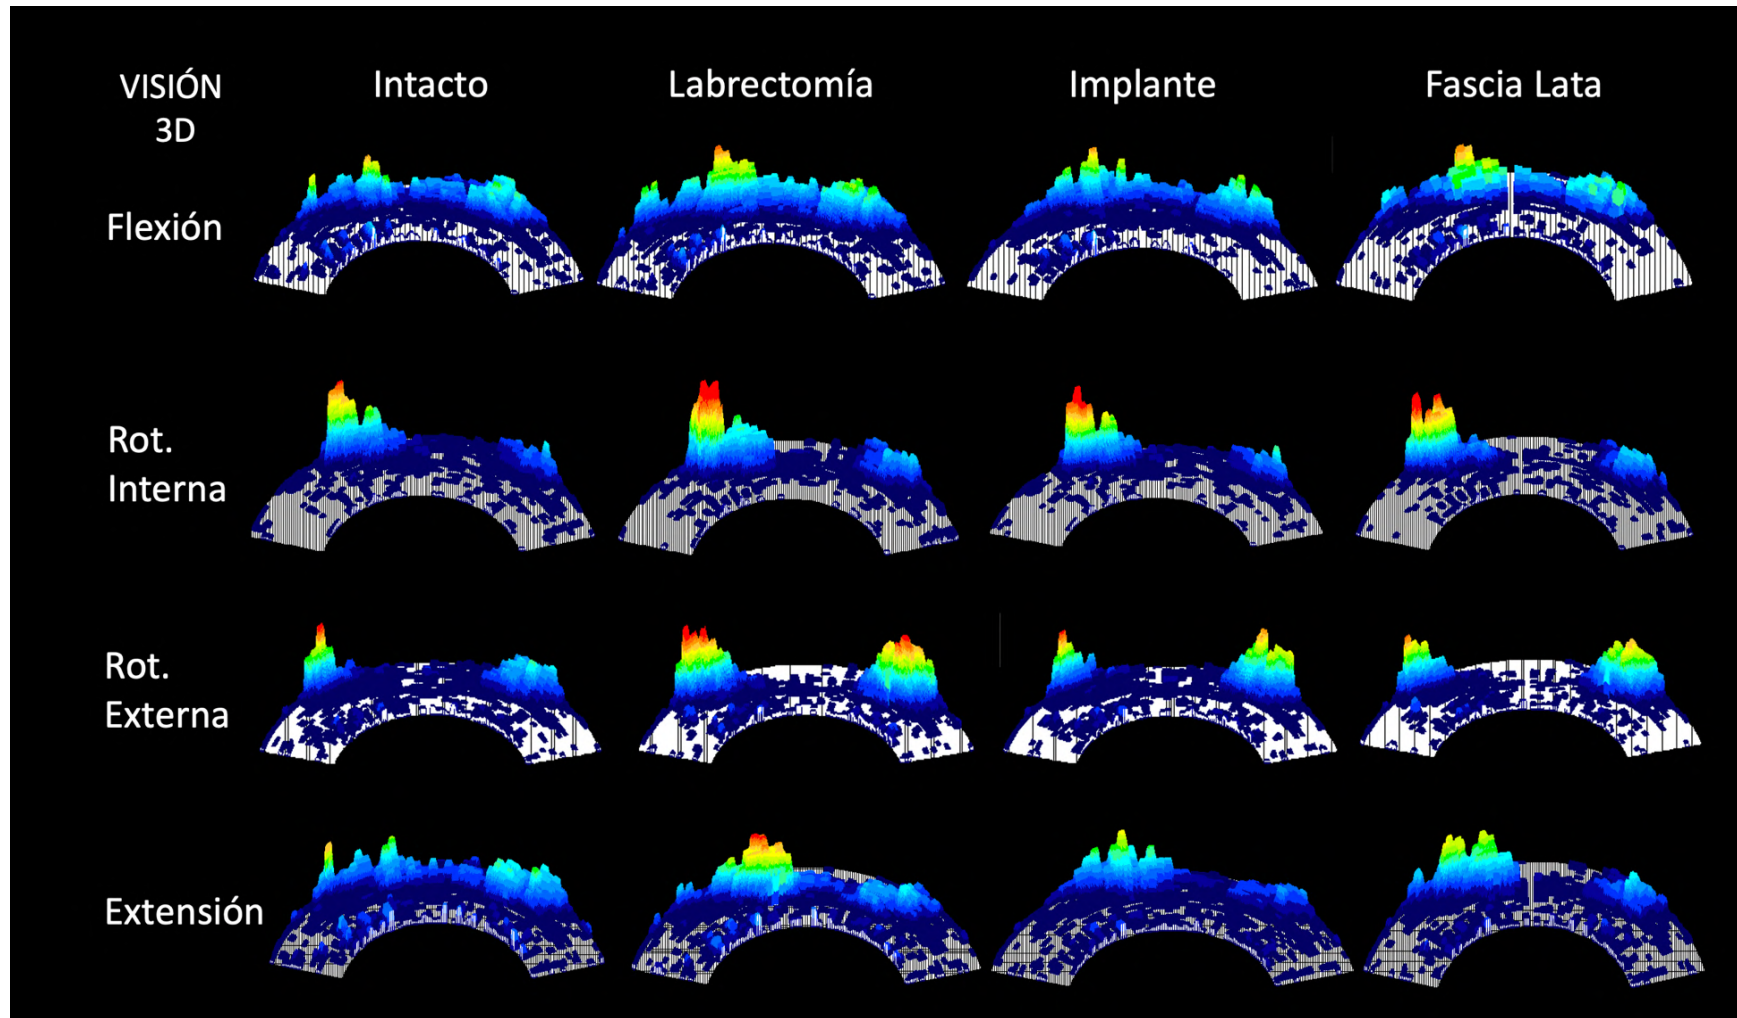 VISIÓN
3D
Intacto
Labrectomía
Implante
Fascia Lata
Flexión
Rot.
Interna
Rot.
Externa
Extensión